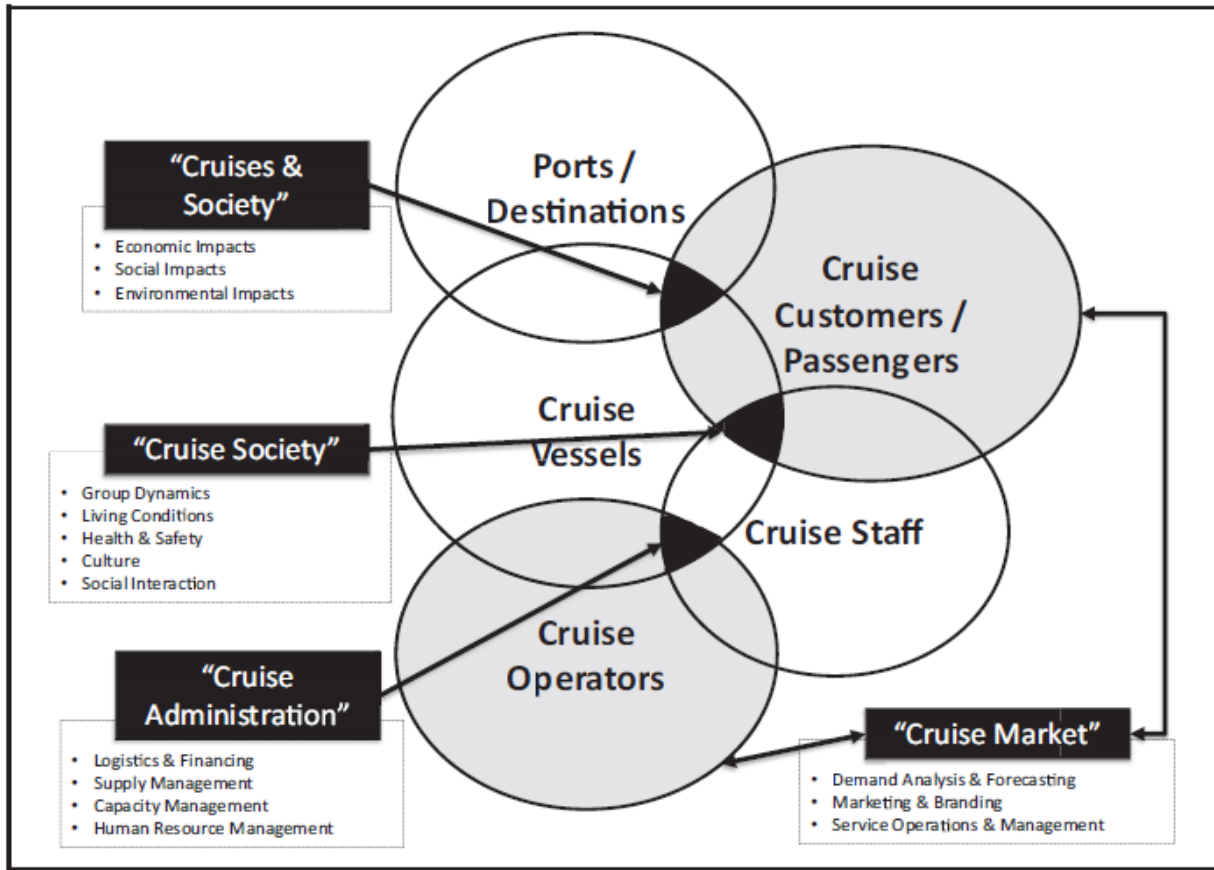 “Cruises &
Society”
• Economic Impacts
• Social Impacts
• Environmental Impacts
Ports /
Destinations
Cruise
Customers /
Passengers
“Cruise Society”
• Group Dynamics
• Living Conditions
• Health & Safety
• Culture
• Social Interaction
Cruise
Vessels
Cruise Staff
“Cruise
Administration”
• Logistics & Financing
• Supply Management
• Capacity Management
• Human Resource Management
Cruise
Operators
“Cruise Market”
• Demand Analysis & Forecasting
• Marketing & Branding
• Service Operations & Management